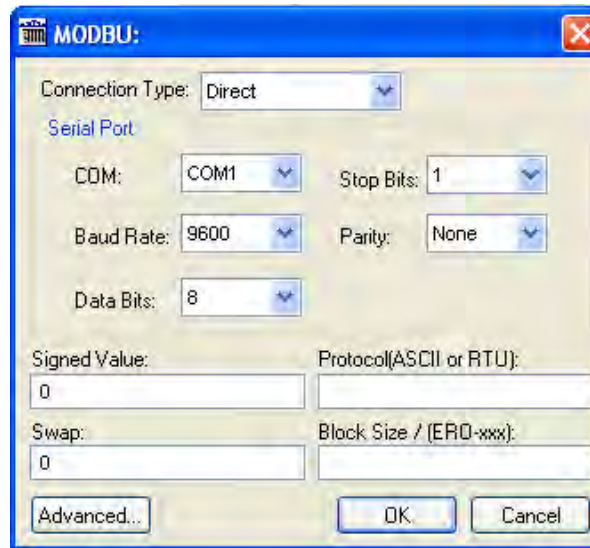 MODBU:
Connection Type: Direct
Serial Port
COM: COM1 Stop Bits: 1
Baud Rate: 9600 Parity: None
Data Bits: 8
Signed Value: Protocol(ASCII or RTU):
0
Swap: Block Size / (ERO-xxx):
0
Advanced... OK Cancel